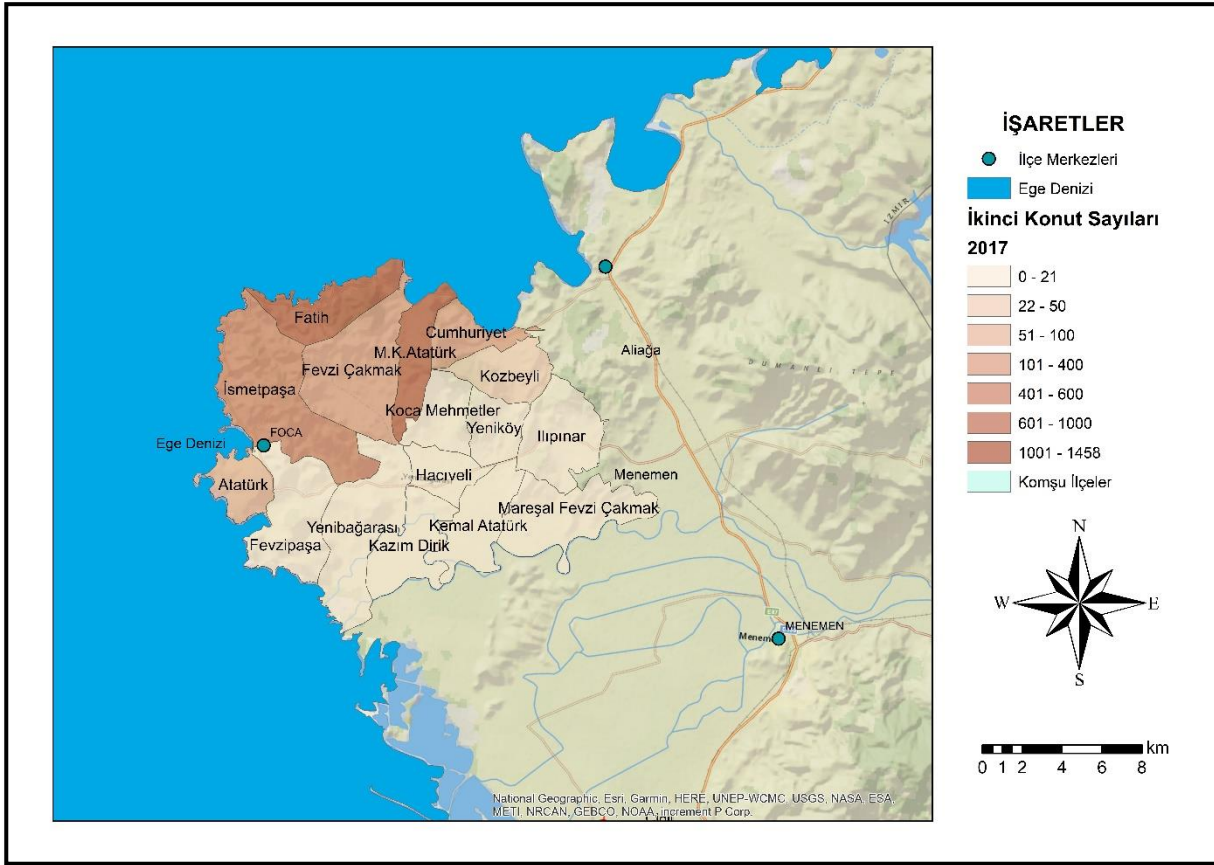 İZMİR
Fatih
Cumhuriyet
M.K.Atatürk
Aliağa
DUMANLI TEPE
Fevzi Çakmak
Kozbeyli
İsmetpaşa
Koca Mehmetler
Yeniköy
Ilıpınar
FOCA
Ege Denizi
Hacıveli
Menemen
Atatürk
Mareşal Fevzi Çakmak
Yenibağarası
Kemal Atatürk
Fevzipaşa
Kazım Dirik
MENEMEN
National Geographic, Esri, Garmin, HERE, UNEP-WCMC, USGS, NASA, ESA,
METI, NRCAN, GEBCO, NOAA, increment P Corp.
İŞARETLER
İlçe Merkezleri
Ege Denizi
İkinci Konut Sayıları
2017
0 - 21
22 - 50
51 - 100
101 - 400
401 - 600
601 - 1000
1001 - 1458
Komşu İlçeler
N
W
E
S
km
0 1 2 4 6 8